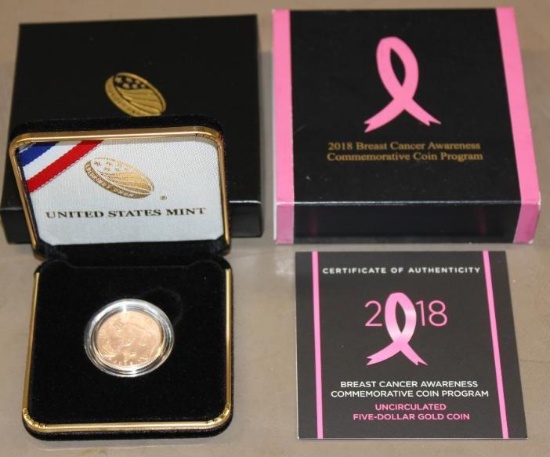 2018 Breast Cancer Awareness
Commemorative Coin Program
UNITED STATES MINT
CERTIFICATE OF AUTHENTICITY
2018
BREAST CANCER AWARENESS
COMMEMORATIVE COIN PROGRAM
UNCIRCULATED
FIVE-DOLLAR GOLD COIN